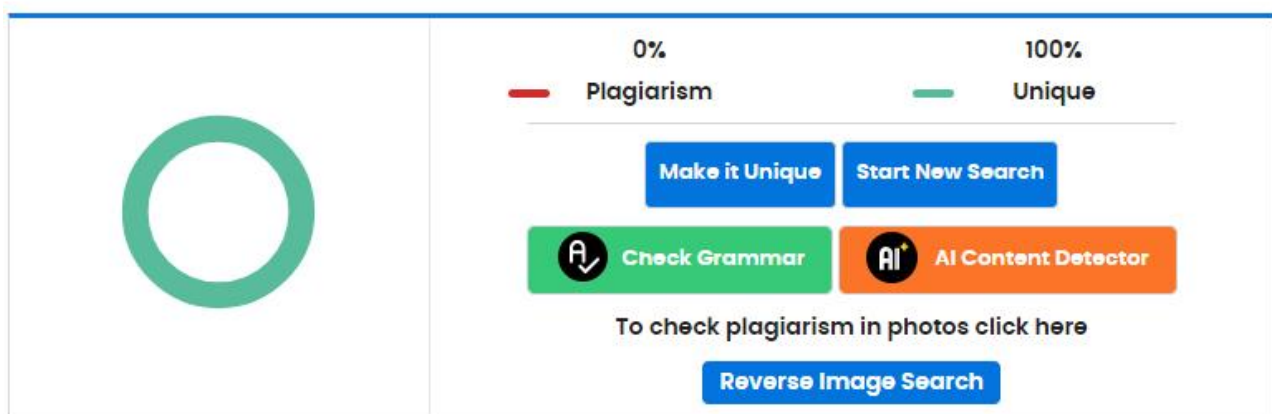 0% 100%
Plagiarism Unique
Make it Unique Start New Search
Check Grammar AI Content Detector
To check plagiarism in photos click here
Reverse Image Search